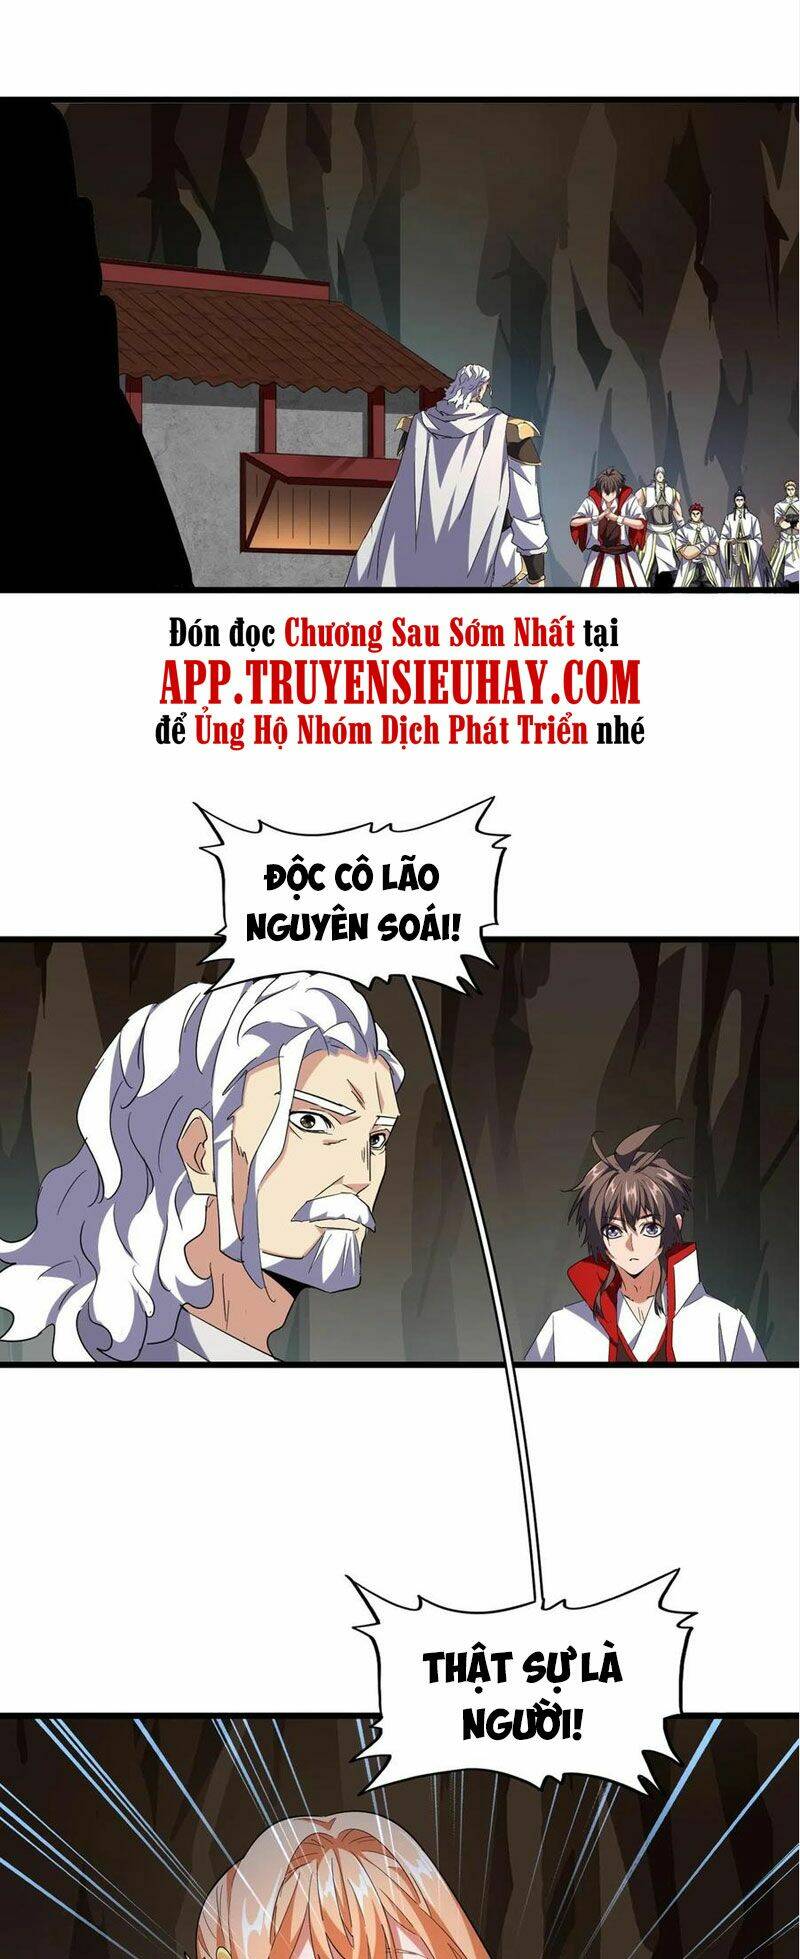 Đón đọc Chương Sau Sớm Nhất tại
APP.TRUYENSIEUHAY.COM
để Ủng Hộ Nhóm Dịch Phát Triển nhé
ĐỘC CÔ LÃO
NGUYÊN SOÁI!
THẬT SỰ LÀ
NGƯỜI!